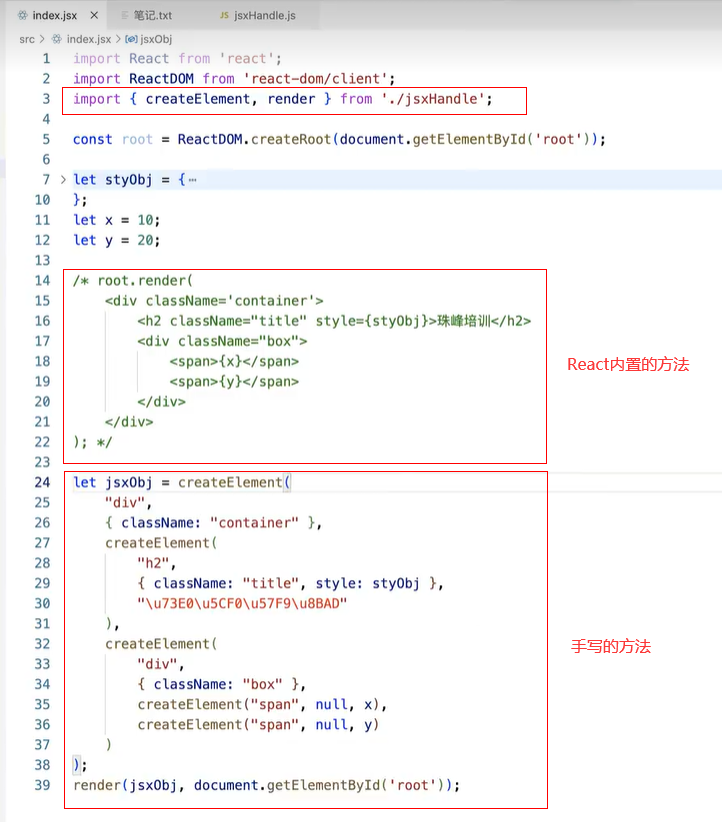 index.jsx × 笔记.txt JS jsxHandle.js
src > index.jsx > jsxObj
1 import React from 'react';
2 import ReactDOM from 'react-dom/client';
3 import { createElement, render } from './jsxHandle';
4
5 const root = ReactDOM.createRoot(document.getElementById('root'));
6
7 > let styObj = {⋯
10 };
11 let x = 10;
12 let y = 20;
13
14 /* root.render(
15 <div className='container'>
16 <h2 className="title" style={styObj}>珠峰培训</h2>
17 <div className="box">
18 <span>{x}</span>
19 <span>{y}</span>
20 </div>
21 </div>
22 ); */
React内置的方法
23
24 let jsxObj = createElement(
25 "div",
26 { className: "container" },
27 createElement(
28 "h2",
29 { className: "title", style: styObj },
30 "\u73E0\u5CF0\u57F9\u8BAD"
31 ),
32 createElement(
33 "div",
34 { className: "box" },
35 createElement("span", null, x),
36 createElement("span", null, y)
37 )
38 );
39 render(jsxObj, document.getElementById('root'));
手写的方法